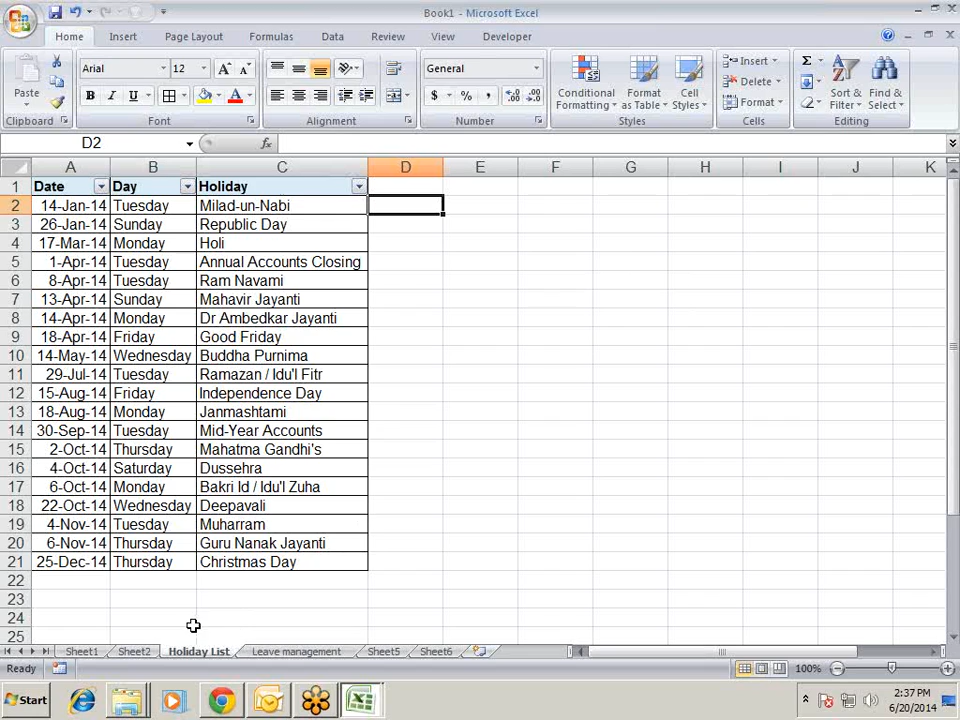 Book1 - Microsoft Excel
Home Insert Page Layout Formulas Data Review View Developer
Paste
Arial 12 A A
B I U A
General
$ % , .00 .0
Conditional Formatting
Format as Table
Cell Styles
Insert
Delete
Format
Σ
Sort & Filter
Find & Select
Clipboard Font Alignment Number Styles Cells Editing
D2 fx
A B C D E F G H I J K
1 Date Day Holiday
2 14-Jan-14 Tuesday Milad-un-Nabi
3 26-Jan-14 Sunday Republic Day
4 17-Mar-14 Monday Holi
5 1-Apr-14 Tuesday Annual Accounts Closing
6 8-Apr-14 Tuesday Ram Navami
7 13-Apr-14 Sunday Mahavir Jayanti
8 14-Apr-14 Monday Dr Ambedkar Jayanti
9 18-Apr-14 Friday Good Friday
10 14-May-14 Wednesday Buddha Purnima
11 29-Jul-14 Tuesday Ramazan / Idu'l Fitr
12 15-Aug-14 Friday Independence Day
13 18-Aug-14 Monday Janmashtami
14 30-Sep-14 Tuesday Mid-Year Accounts
15 2-Oct-14 Thursday Mahatma Gandhi's
16 4-Oct-14 Saturday Dussehra
17 6-Oct-14 Monday Bakri Id / Idu'l Zuha
18 22-Oct-14 Wednesday Deepavali
19 4-Nov-14 Tuesday Muharram
20 6-Nov-14 Thursday Guru Nanak Jayanti
21 25-Dec-14 Thursday Christmas Day
22
23
24
25
Sheet1 Sheet2 Holiday List Leave management Sheet5 Sheet6
Ready 100%
Start 2:37 PM
6/20/2014